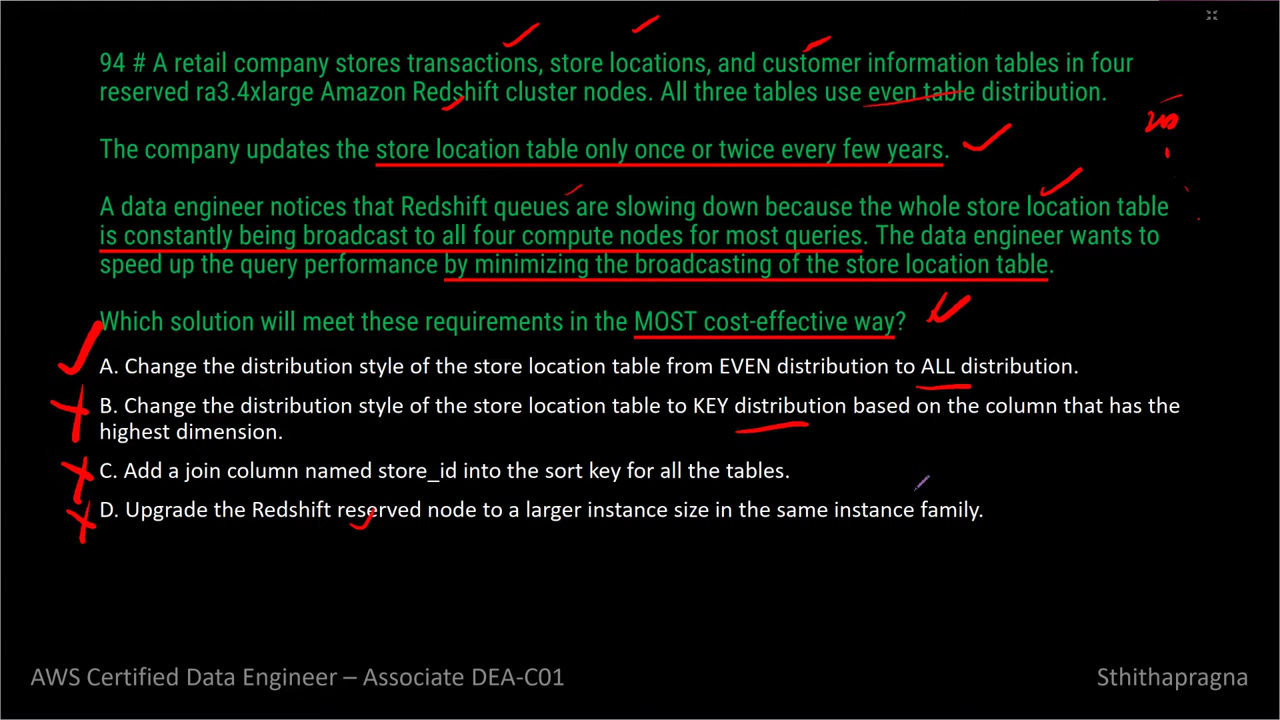 94 # A retail company stores transactions, store locations, and customer information tables in four
reserved ra3.4xlarge Amazon Redshift cluster nodes. All three tables use even table distribution.
The company updates the store location table only once or twice every few years.
A data engineer notices that Redshift queues are slowing down because the whole store location table
is constantly being broadcast to all four compute nodes for most queries. The data engineer wants to
speed up the query performance by minimizing the broadcasting of the store location table.
Which solution will meet these requirements in the MOST cost-effective way?
A. Change the distribution style of the store location table from EVEN distribution to ALL distribution.
B. Change the distribution style of the store location table to KEY distribution based on the column that has the
highest dimension.
C. Add a join column named store_id into the sort key for all the tables.
D. Upgrade the Redshift reserved node to a larger instance size in the same instance family.
AWS Certified Data Engineer – Associate DEA-C01
Sthithapragna